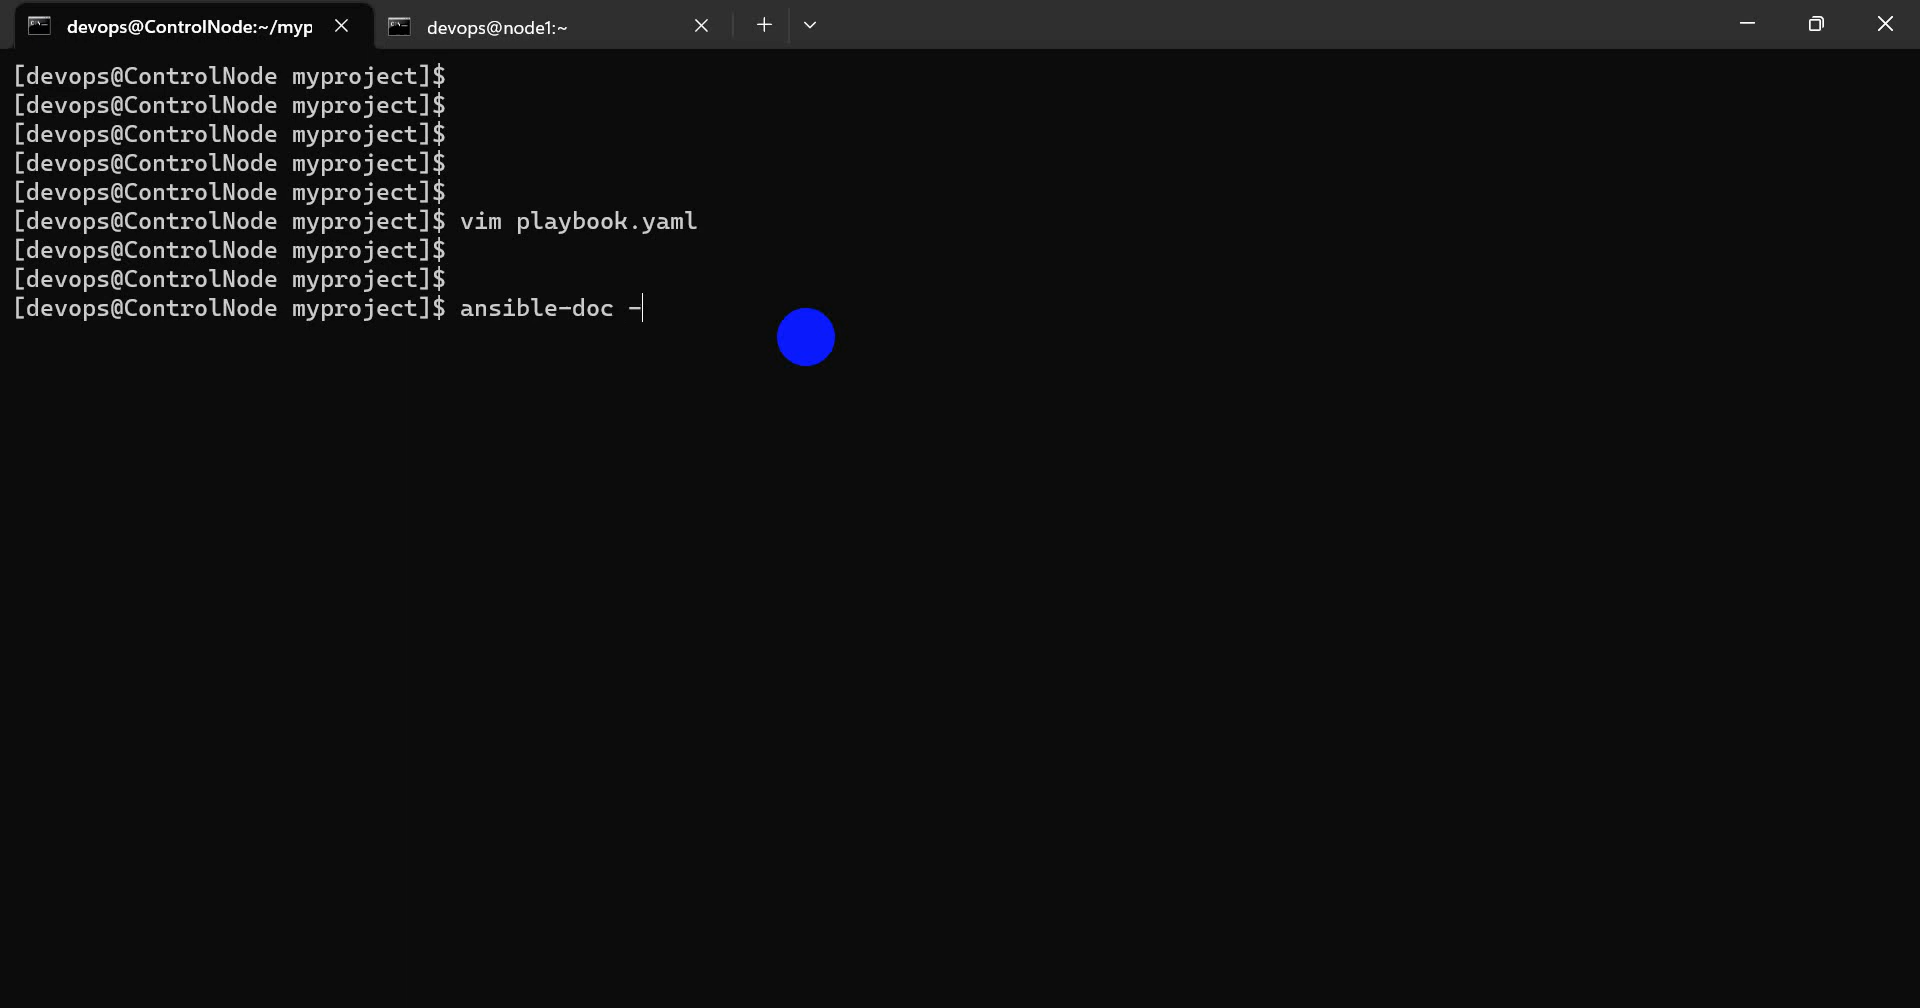 devops@ControlNode:~/myp
devops@node1:~
[devops@ControlNode myproject]$
[devops@ControlNode myproject]$
[devops@ControlNode myproject]$
[devops@ControlNode myproject]$
[devops@ControlNode myproject]$
[devops@ControlNode myproject]$ vim playbook.yaml
[devops@ControlNode myproject]$
[devops@ControlNode myproject]$
[devops@ControlNode myproject]$ ansible-doc -